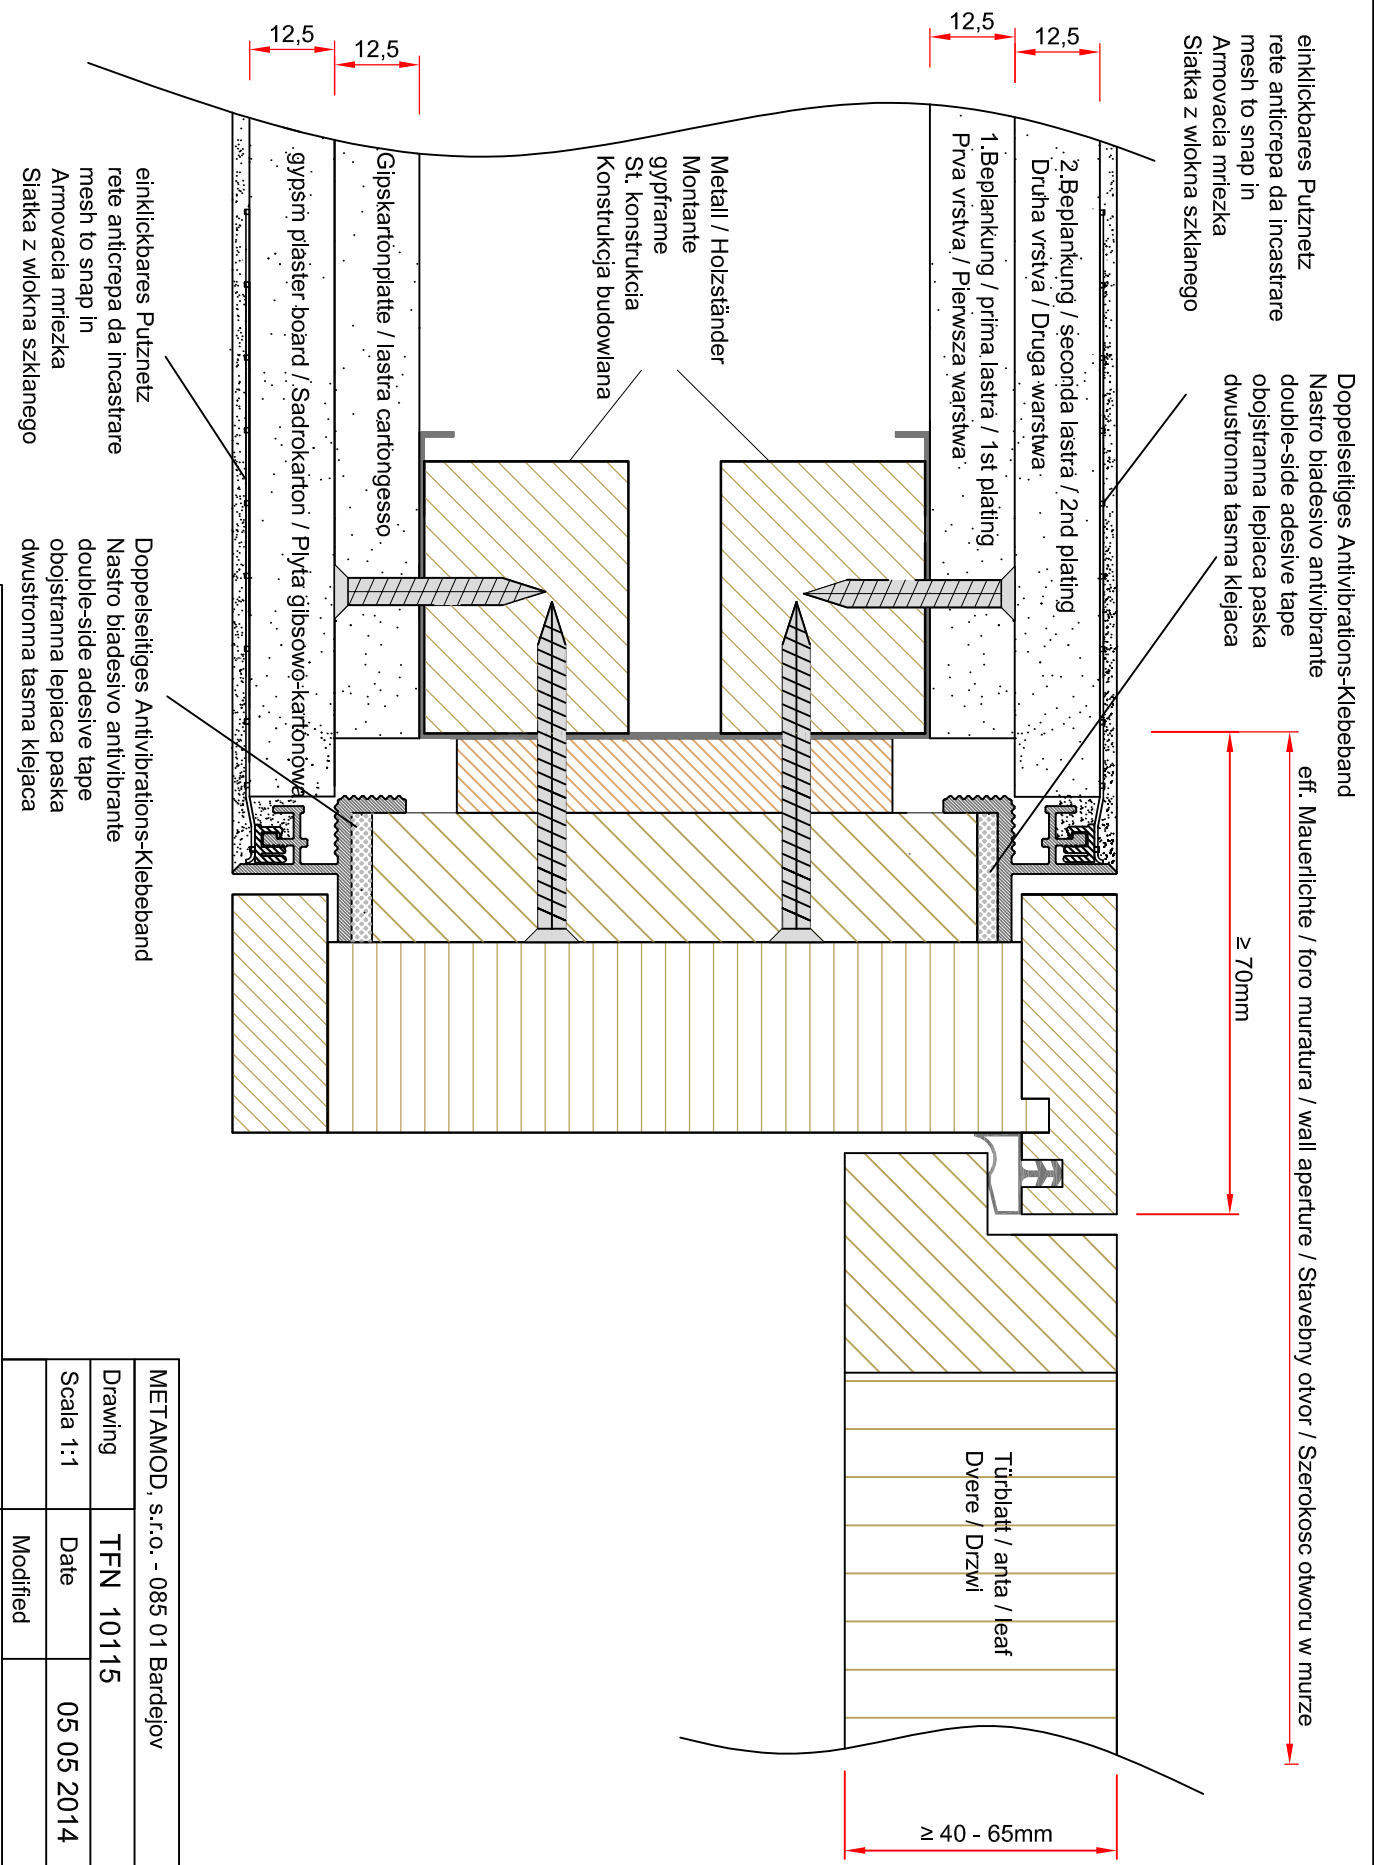 einklickbares Putznetz
rete anticrepa da incastrare
mesh to snap in
Armovacia mriezka
Siatka z wlokna szklanego
Doppelseitiges Antivibrations-Klebeband
Nastro biadesivo antivibrante
double-side adesive tape
obojstranna lepiaca paska
dwustronna tasma klejaca
eff. Mauerlichte / foro muratura / wall aperture / Stavebny otvor / Szerokosc otworu w murze
≥ 70mm
12,5
12,5
2.Beplankung / seconda lastra / 2nd plating
Druha vrstva / Druga warstwa
1.Beplankung / prima lastra / 1st plating
Prva vrstva / Pierwsza warstwa
Metall / Holzständer
Montante
gypframe
St. konstrukcia
Konstrukcja budowlana
12,5
12,5
Gipskartonplatte / lastra cartongesso
gypsm plaster board / Sadrokarton / Plyta gibsowo-kartonowa
einklickbares Putznetz
rete anticrepa da incastrare
mesh to snap in
Armovacia mriezka
Siatka z wlokna szklanego
Doppelseitiges Antivibrations-Klebeband
Nastro biadesivo antivibrante
double-side adesive tape
obojstranna lepiaca paska
dwustronna tasma klejaca
Türblatt / anta / leaf
Dvere / Drzwi
≥ 40 - 65mm
METAMOD, s.r.o. - 085 01 Bardejov
Drawing TFN 10115
Scala 1:1 Date 05 05 2014
Modified